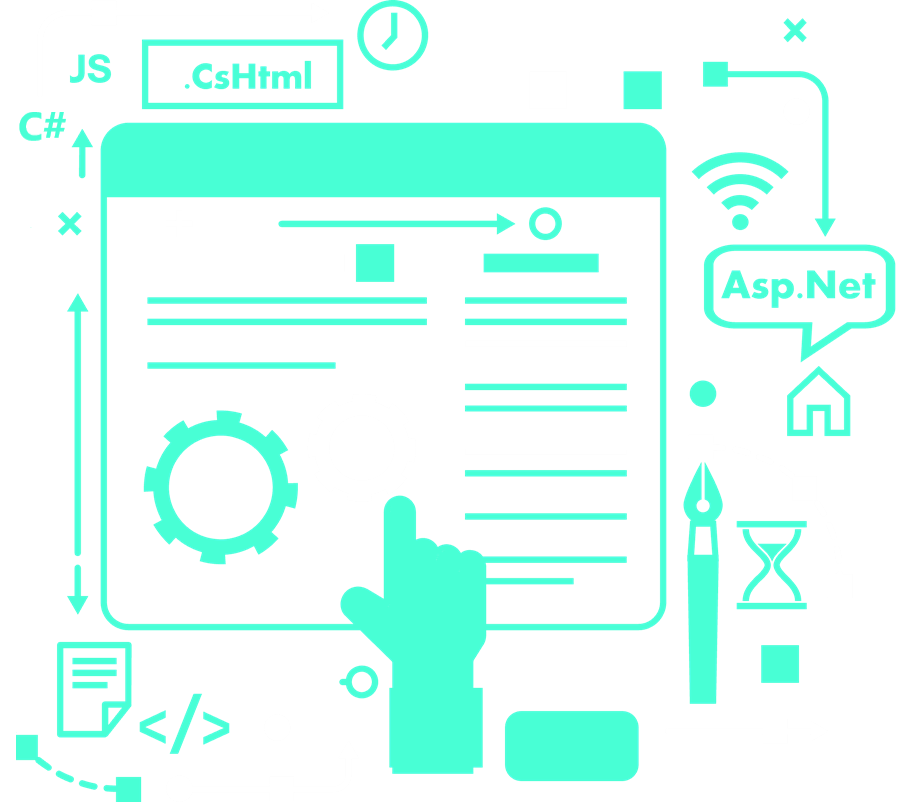 JS
.CsHtml
C#
Asp.Net
</>